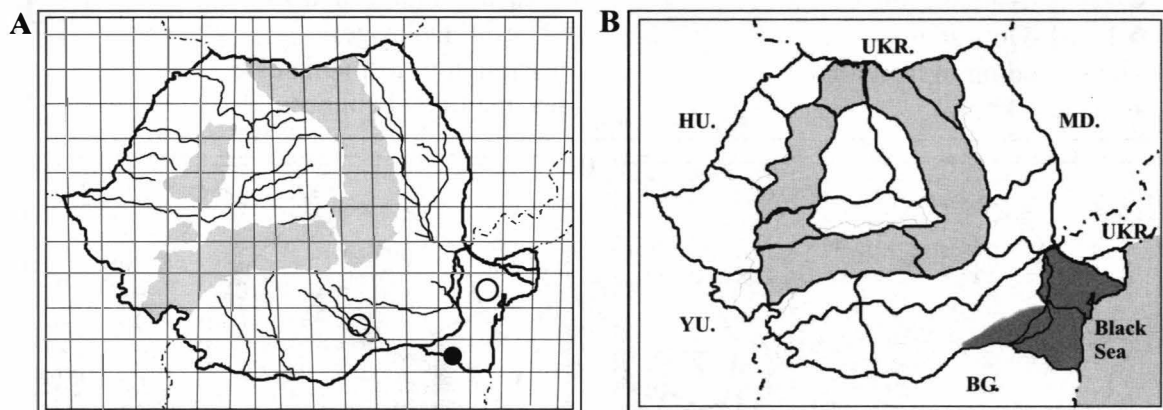 A
B
UKR.
HU.
MD.
UKR.
YU.
Black
Sea
BG.